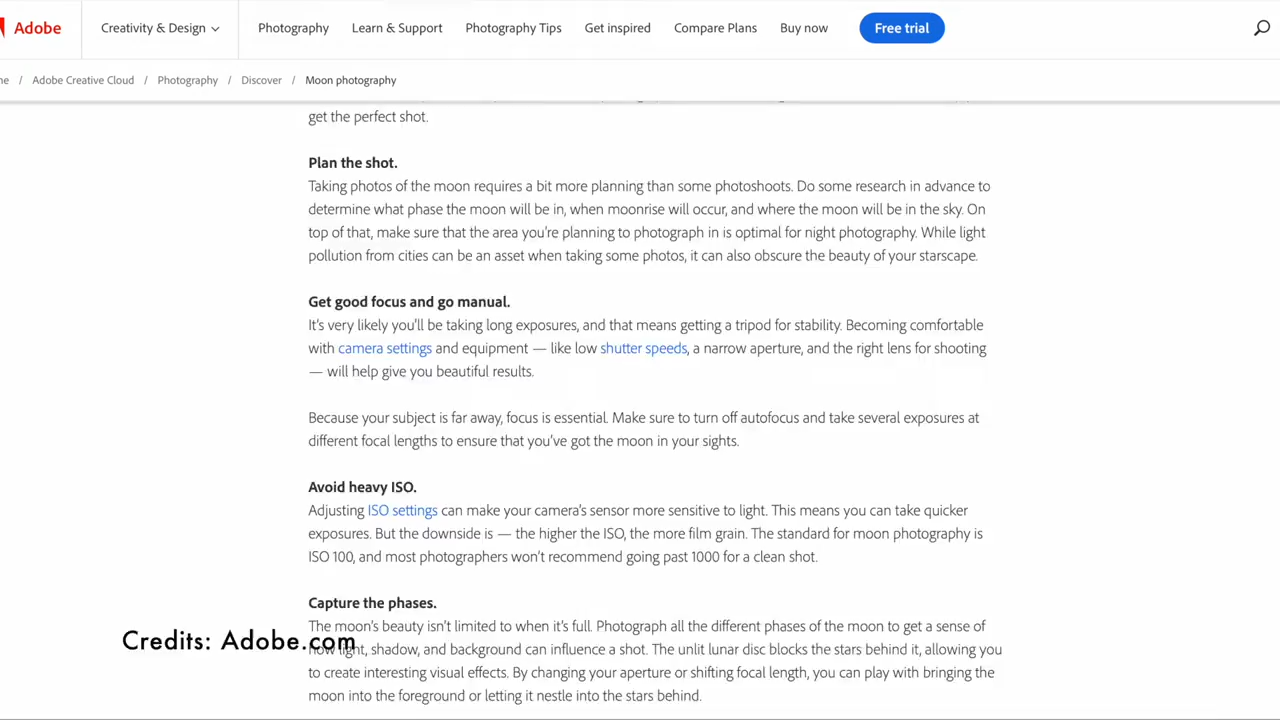 Adobe
Creativity & Design
Photography
Learn & Support
Photography Tips
Get inspired
Compare Plans
Buy now
Free trial
/ Adobe Creative Cloud / Photography / Discover / Moon photography
get the perfect shot.
Plan the shot.
Taking photos of the moon requires a bit more planning than some photoshoots. Do some research in advance to
determine what phase the moon will be in, when moonrise will occur, and where the moon will be in the sky. On
top of that, make sure that the area you're planning to photograph in is optimal for night photography. While light
pollution from cities can be an asset when taking some photos, it can also obscure the beauty of your starscape.
Get good focus and go manual.
It's very likely you'll be taking long exposures, and that means getting a tripod for stability. Becoming comfortable
with camera settings and equipment — like low shutter speeds, a narrow aperture, and the right lens for shooting
— will help give you beautiful results.
Because your subject is far away, focus is essential. Make sure to turn off autofocus and take several exposures at
different focal lengths to ensure that you've got the moon in your sights.
Avoid heavy ISO.
Adjusting ISO settings can make your camera's sensor more sensitive to light. This means you can take quicker
exposures. But the downside is — the higher the ISO, the more film grain. The standard for moon photography is
ISO 100, and most photographers won't recommend going past 1000 for a clean shot.
Capture the phases.
The moon's beauty isn't limited to when it's full. Photograph all the different phases of the moon to get a sense of
Credits: Adobe.com
how light, shadow, and background can influence a shot. The unlit lunar disc blocks the stars behind it, allowing you
to create interesting visual effects. By changing your aperture or shifting focal length, you can play with bringing the
moon into the foreground or letting it nestle into the stars behind.